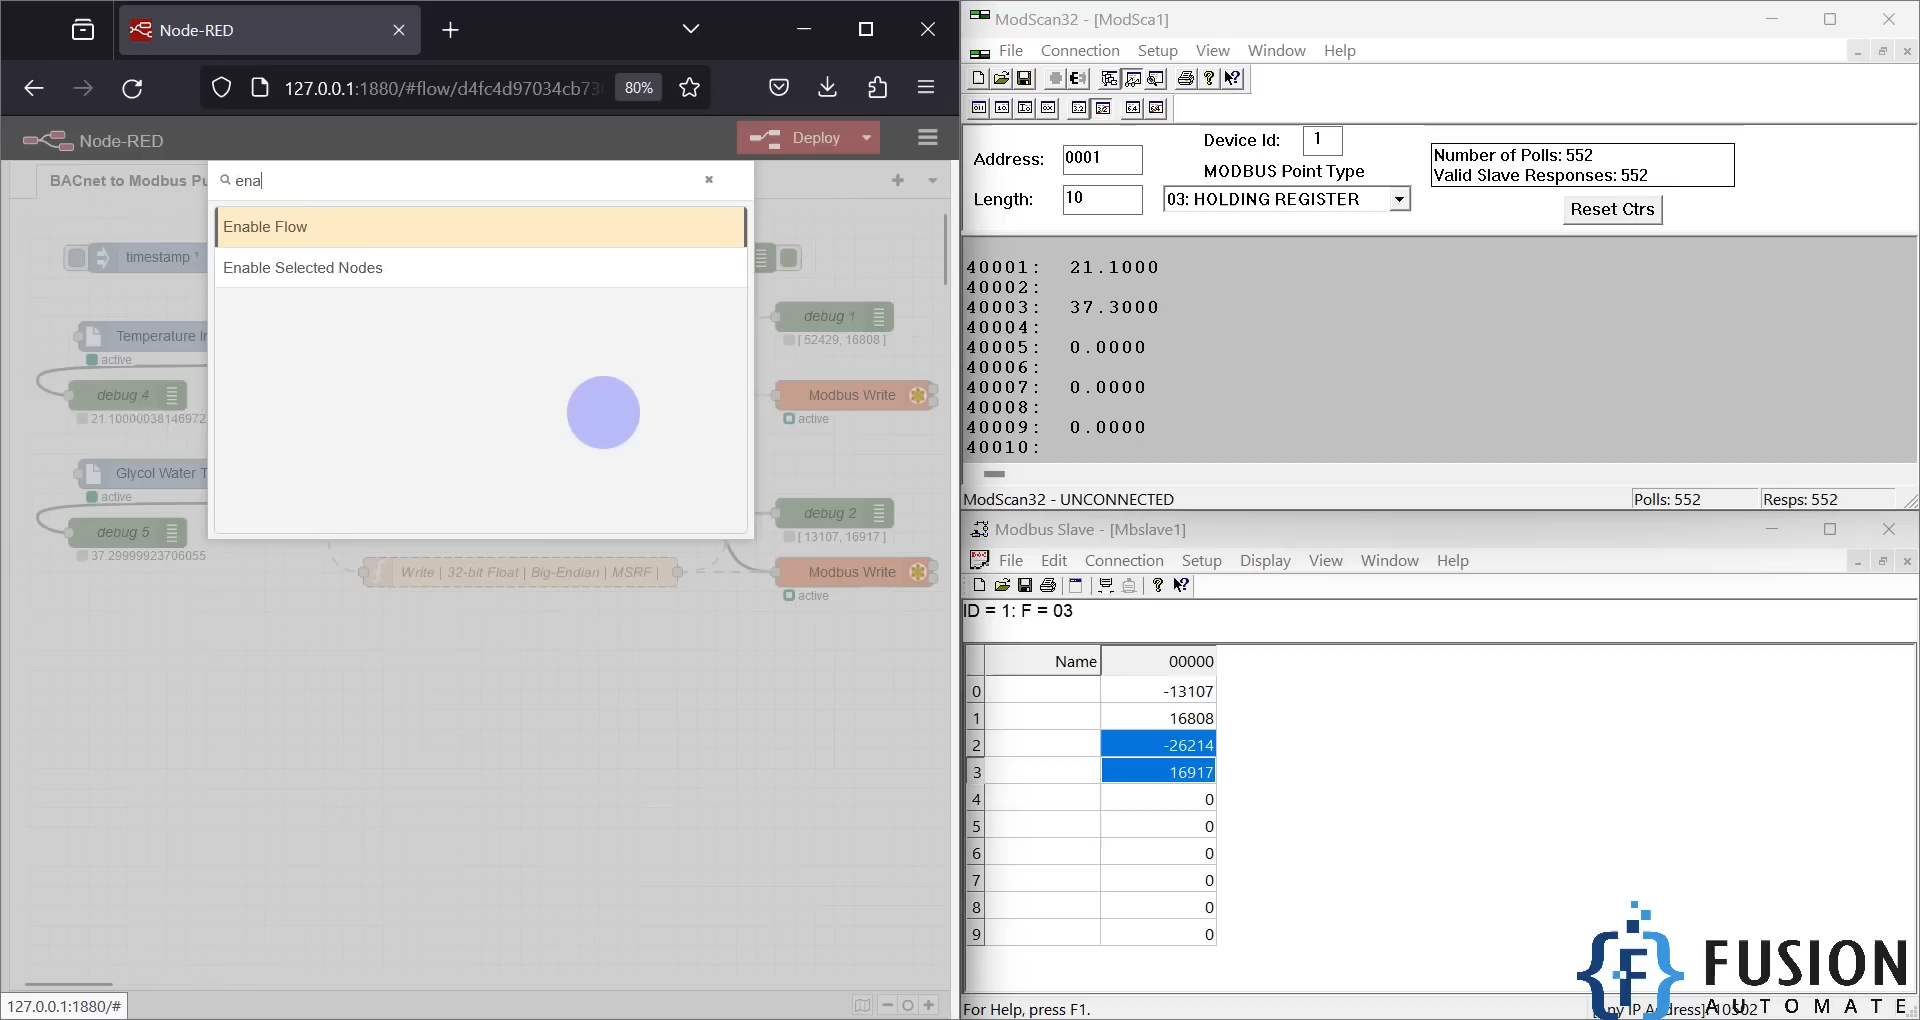 Node-RED
127.0.0.1:1880/#flow/d4fc4d97034cb73
80%
Node-RED
Deploy
BACnet to Modbus Pu
ena
Enable Flow
Enable Selected Nodes
timestamp
Temperature In
active
debug 4
21.10000038146972
Glycol Water T
active
debug 5
37.29999923706055
debug 1
[ 52429, 16808 ]
Modbus Write
active
debug 2
[ 13107, 16917 ]
Write | 32-bit Float | Big-Endian | MSRF |
Modbus Write
active
127.0.0.1:1880/#
ModScan32 - [ModSca1]
File Connection Setup View Window Help
Address: 0001
Length: 10
Device Id: 1
MODBUS Point Type
03: HOLDING REGISTER
Number of Polls: 552
Valid Slave Responses: 552
Reset Ctrs
40001: 21.1000
40002:
40003: 37.3000
40004:
40005: 0.0000
40006:
40007: 0.0000
40008:
40009: 0.0000
40010:
ModScan32 - UNCONNECTED
Polls: 552
Resps: 552
Modbus Slave - [Mbslave1]
File Edit Connection Setup Display View Window Help
ID = 1: F = 03
Name 00000
0 -13107
1 16808
2 -26214
3 16917
4 0
5 0
6 0
7 0
8 0
9 0
For Help, press F1.
10502
FUSION
AUTOMATE